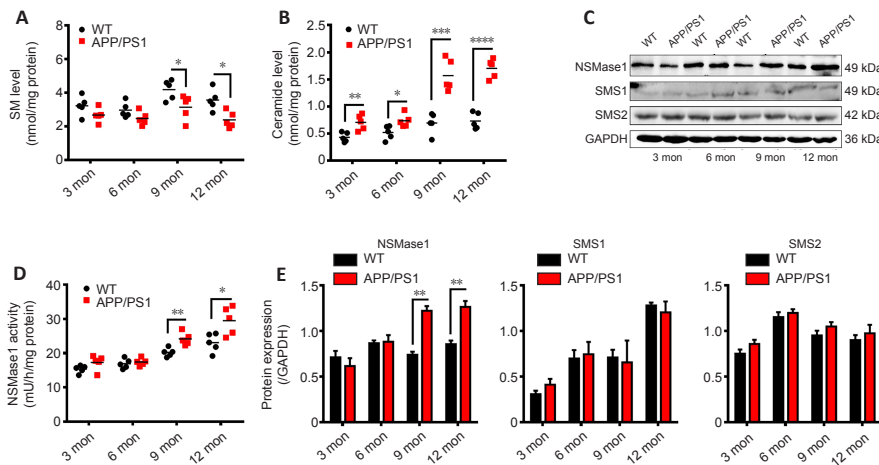 A
WT
APP/PS1
SM level
(nmol/mg protein)
6
4
2
0
*
*
3 mon
6 mon
9 mon
12 mon
B
WT
APP/PS1
Ceramide level
(nmol/mg protein)
2.0
1.5
1.0
0.5
0
**
*
***
****
3 mon
6 mon
9 mon
12 mon
C
WT
APP/PS1
WT
APP/PS1
WT
APP/PS1
WT
APP/PS1
NSMase1
49 kDa
SMS1
49 kDa
SMS2
42 kDa
GAPDH
36 kDa
3 mon
6 mon
9 mon
12 mon
D
WT
APP/PS1
NSMase1 activity
(mU/h/mg protein)
40
30
20
10
0
**
*
3 mon
6 mon
9 mon
12 mon
E
NSMase1
WT
APP/PS1
Protein expression
(/GAPDH)
1.5
1.0
0.5
0
**
**
3 mon
6 mon
9 mon
12 mon
SMS1
WT
APP/PS1
1.5
1.0
0.5
0
3 mon
6 mon
9 mon
12 mon
SMS2
WT
APP/PS1
1.5
1.0
0.5
0
3 mon
6 mon
9 mon
12 mon